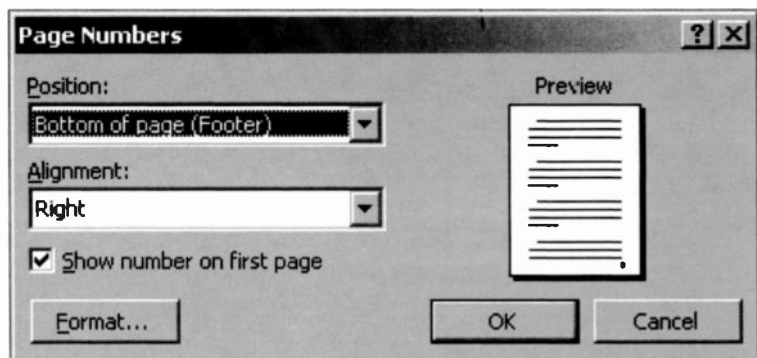 Page Numbers
Position:
Bottom of page (Footer)
Alignment:
Right
Show number on first page
Format...
Preview
OK
Cancel